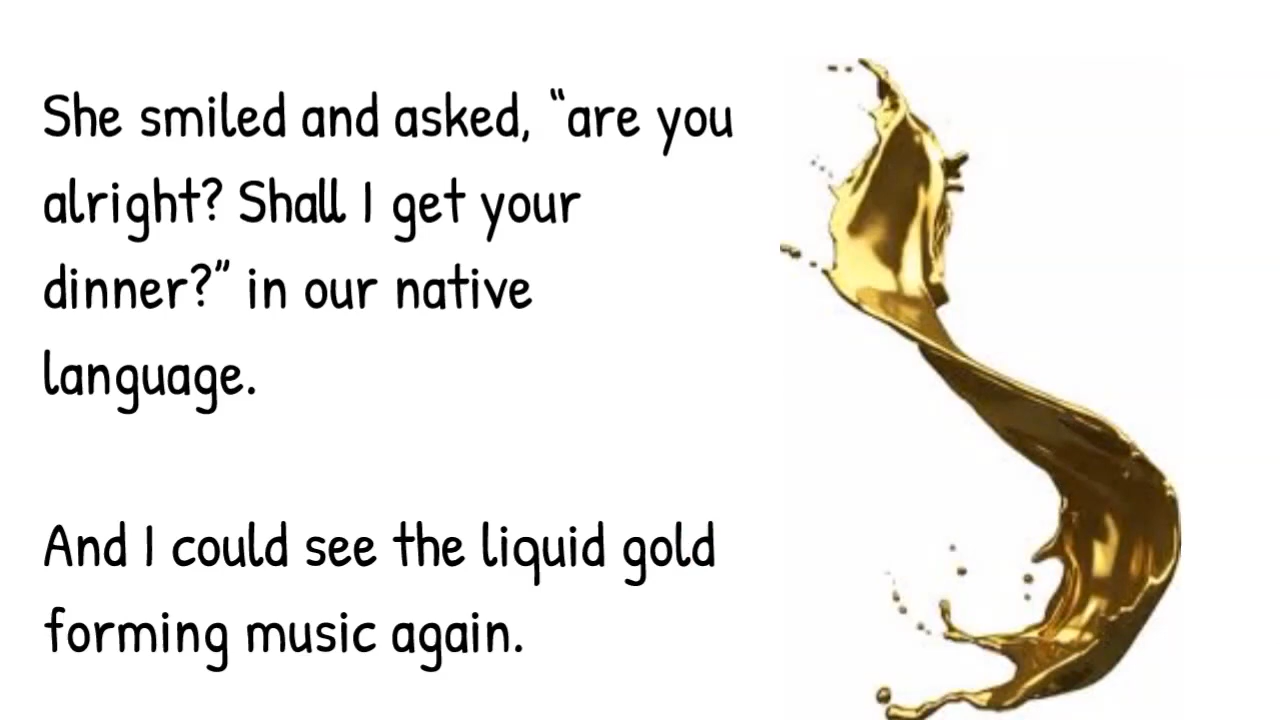 She smiled and asked, “are you
alright? Shall I get your
dinner?” in our native
language.
And I could see the liquid gold
forming music again.